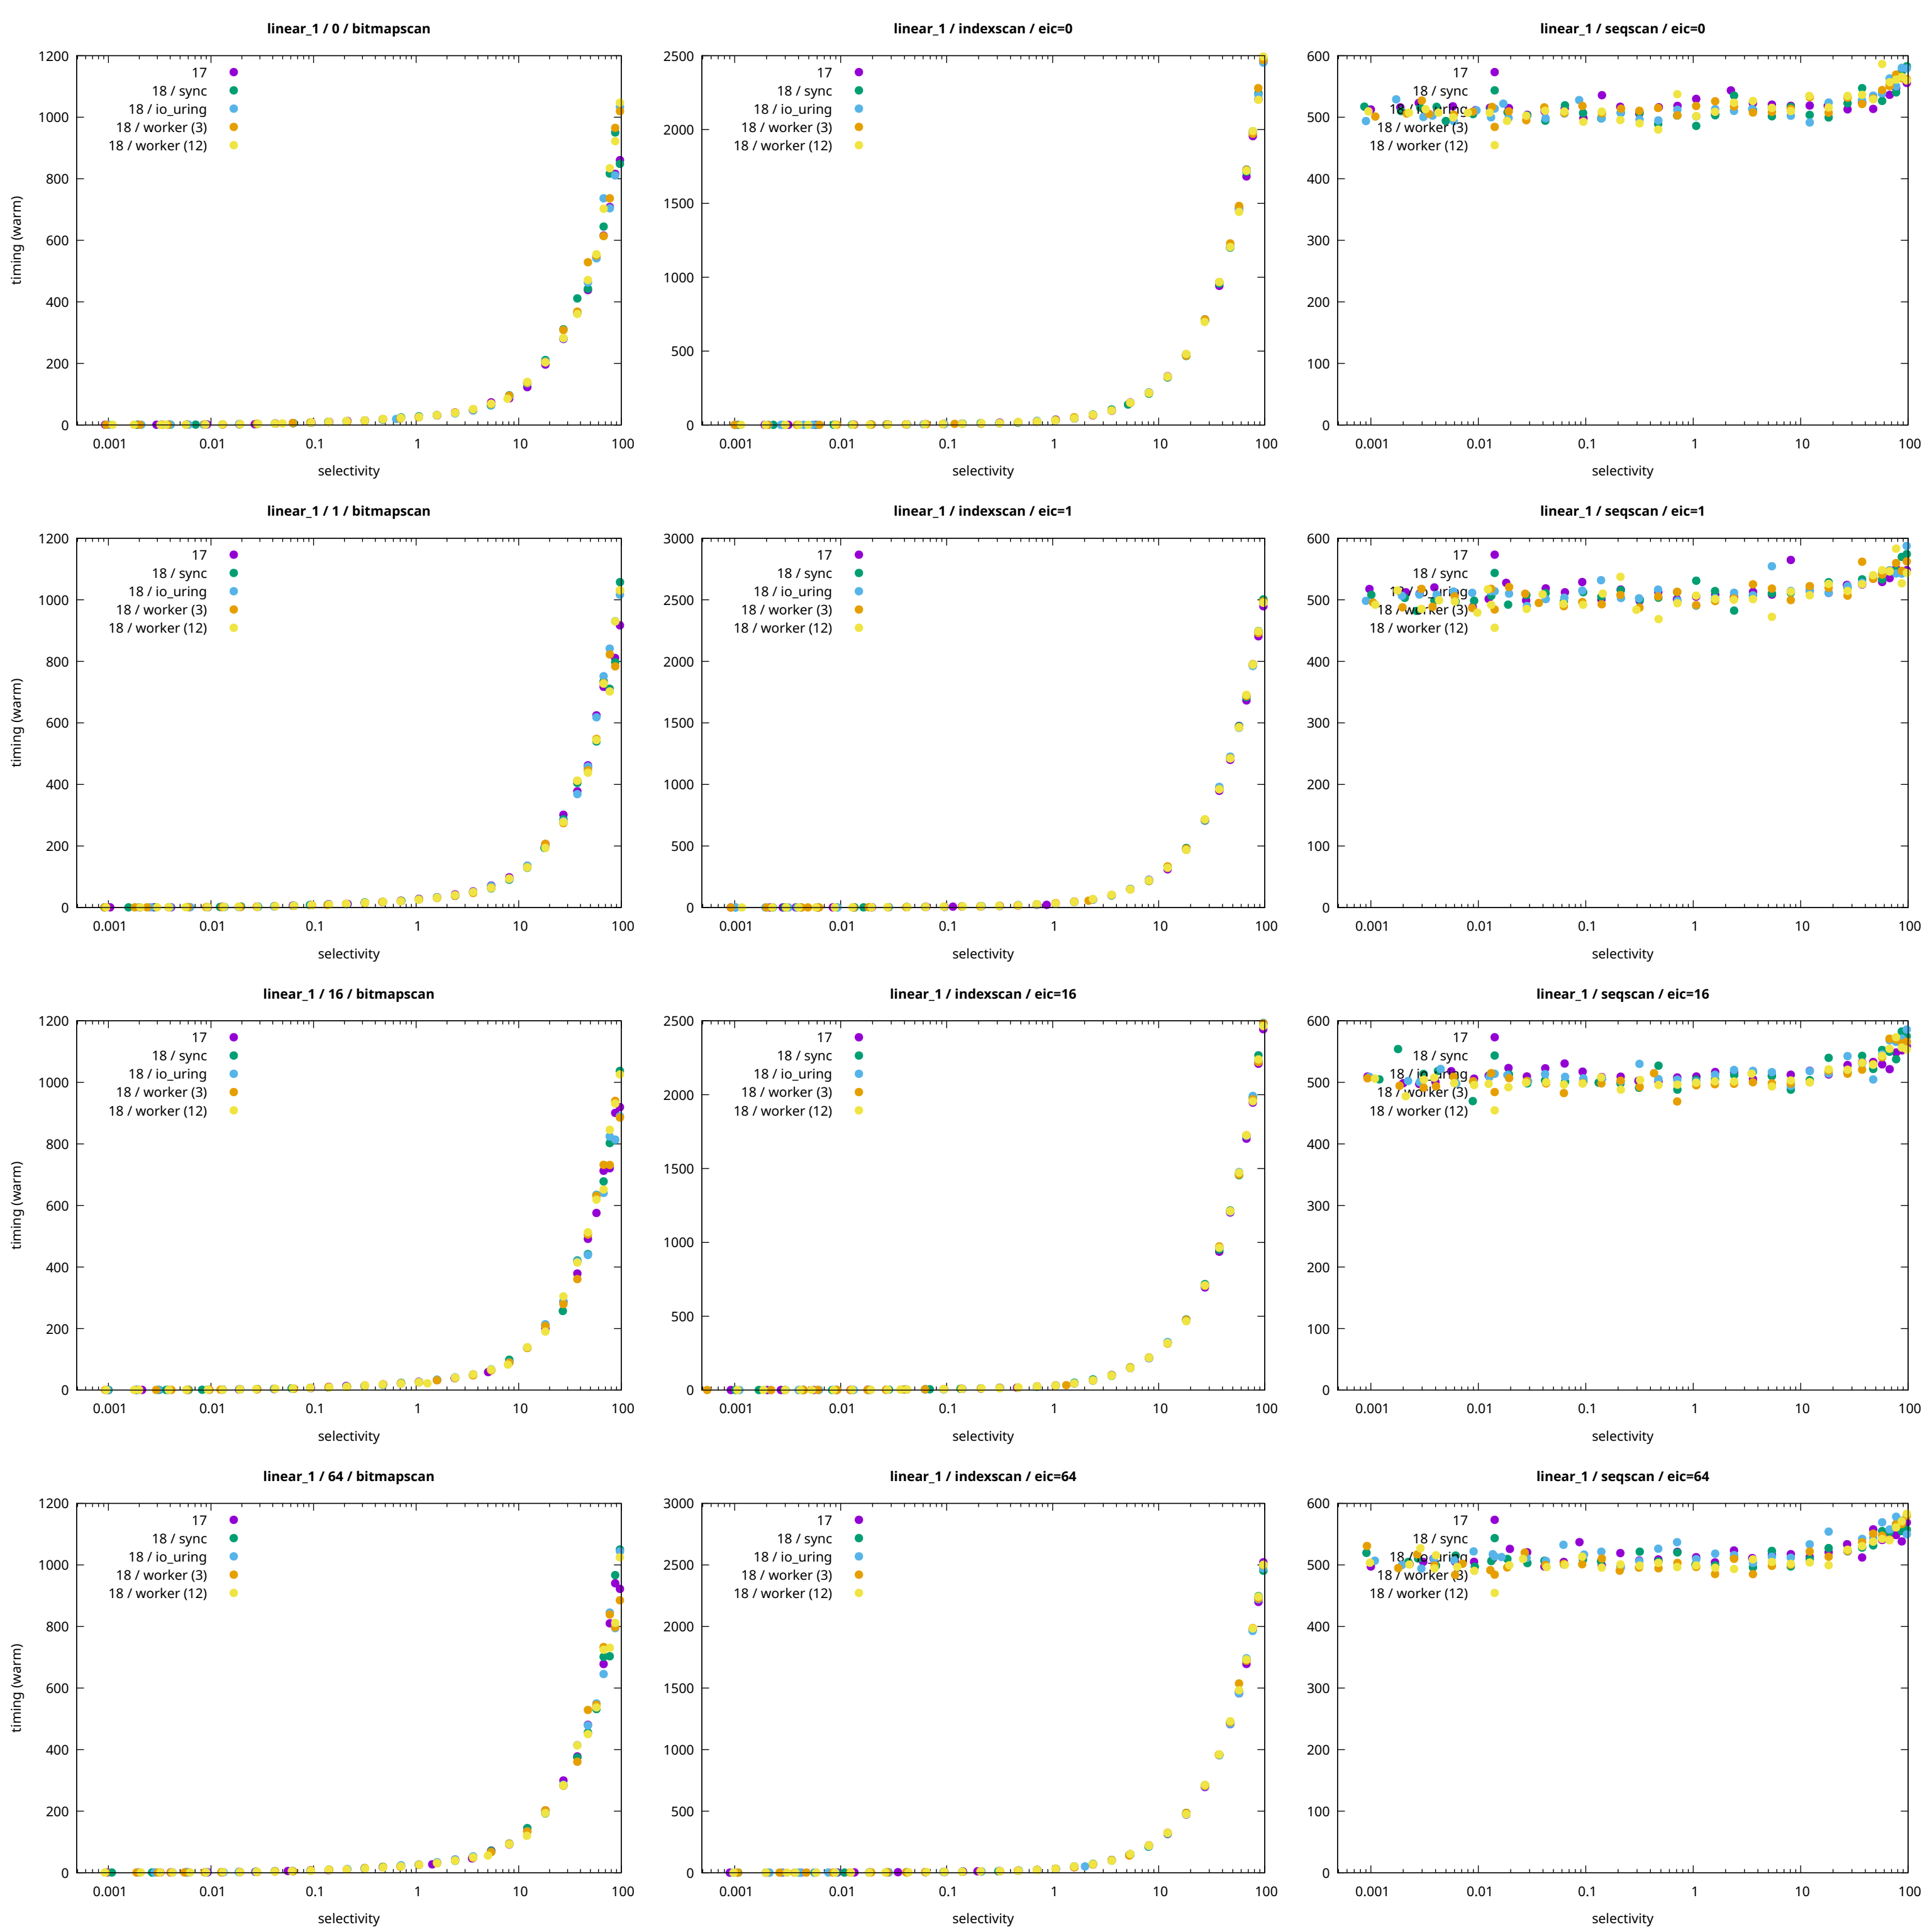 linear_1 / 0 / bitmapscan
1200
1000
800
600
400
200
0
timing (warm)
17
18 / sync
18 / io_uring
18 / worker (3)
18 / worker (12)
0.001 0.01 0.1 1 10 100
selectivity
linear_1 / indexscan / eic=0
2500
2000
1500
1000
500
0
17
18 / sync
18 / io_uring
18 / worker (3)
18 / worker (12)
0.001 0.01 0.1 1 10 100
selectivity
linear_1 / seqscan / eic=0
600
500
400
300
200
100
0
17
18 / sync
18 / io_uring
18 / worker (3)
18 / worker (12)
0.001 0.01 0.1 1 10 100
selectivity
linear_1 / 1 / bitmapscan
1200
1000
800
600
400
200
0
timing (warm)
17
18 / sync
18 / io_uring
18 / worker (3)
18 / worker (12)
0.001 0.01 0.1 1 10 100
selectivity
linear_1 / indexscan / eic=1
3000
2500
2000
1500
1000
500
0
17
18 / sync
18 / io_uring
18 / worker (3)
18 / worker (12)
0.001 0.01 0.1 1 10 100
selectivity
linear_1 / seqscan / eic=1
600
500
400
300
200
100
0
17
18 / sync
18 / io_uring
18 / worker (3)
18 / worker (12)
0.001 0.01 0.1 1 10 100
selectivity
linear_1 / 16 / bitmapscan
1200
1000
800
600
400
200
0
timing (warm)
17
18 / sync
18 / io_uring
18 / worker (3)
18 / worker (12)
0.001 0.01 0.1 1 10 100
selectivity
linear_1 / indexscan / eic=16
2500
2000
1500
1000
500
0
17
18 / sync
18 / io_uring
18 / worker (3)
18 / worker (12)
0.001 0.01 0.1 1 10 100
selectivity
linear_1 / seqscan / eic=16
600
500
400
300
200
100
0
17
18 / sync
18 / io_uring
18 / worker (3)
18 / worker (12)
0.001 0.01 0.1 1 10 100
selectivity
linear_1 / 64 / bitmapscan
1200
1000
800
600
400
200
0
timing (warm)
17
18 / sync
18 / io_uring
18 / worker (3)
18 / worker (12)
0.001 0.01 0.1 1 10 100
selectivity
linear_1 / indexscan / eic=64
3000
2500
2000
1500
1000
500
0
17
18 / sync
18 / io_uring
18 / worker (3)
18 / worker (12)
0.001 0.01 0.1 1 10 100
selectivity
linear_1 / seqscan / eic=64
600
500
400
300
200
100
0
17
18 / sync
18 / io_uring
18 / worker (3)
18 / worker (12)
0.001 0.01 0.1 1 10 100
selectivity